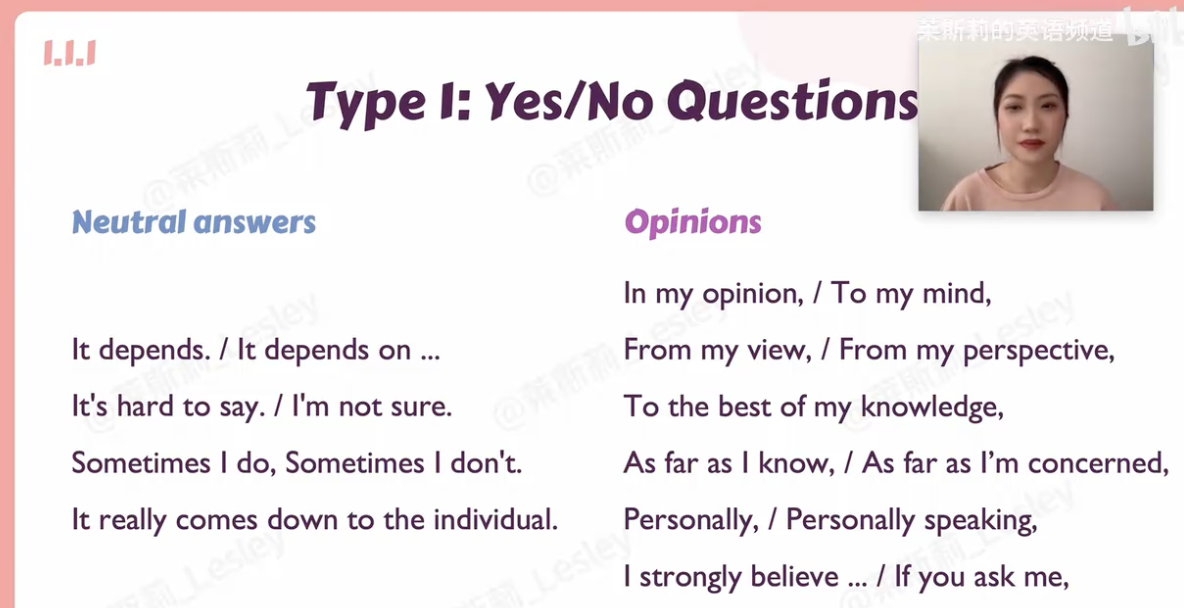 莱斯莉的英语频道
1.1.1
Type 1: Yes/No Questions
Neutral answers
It depends. / It depends on ...
It's hard to say. / I'm not sure.
Sometimes I do, Sometimes I don't.
It really comes down to the individual.
Opinions
In my opinion, / To my mind,
From my view, / From my perspective,
To the best of my knowledge,
As far as I know, / As far as I’m concerned,
Personally, / Personally speaking,
I strongly believe ... / If you ask me,
@莱斯莉_Lesley